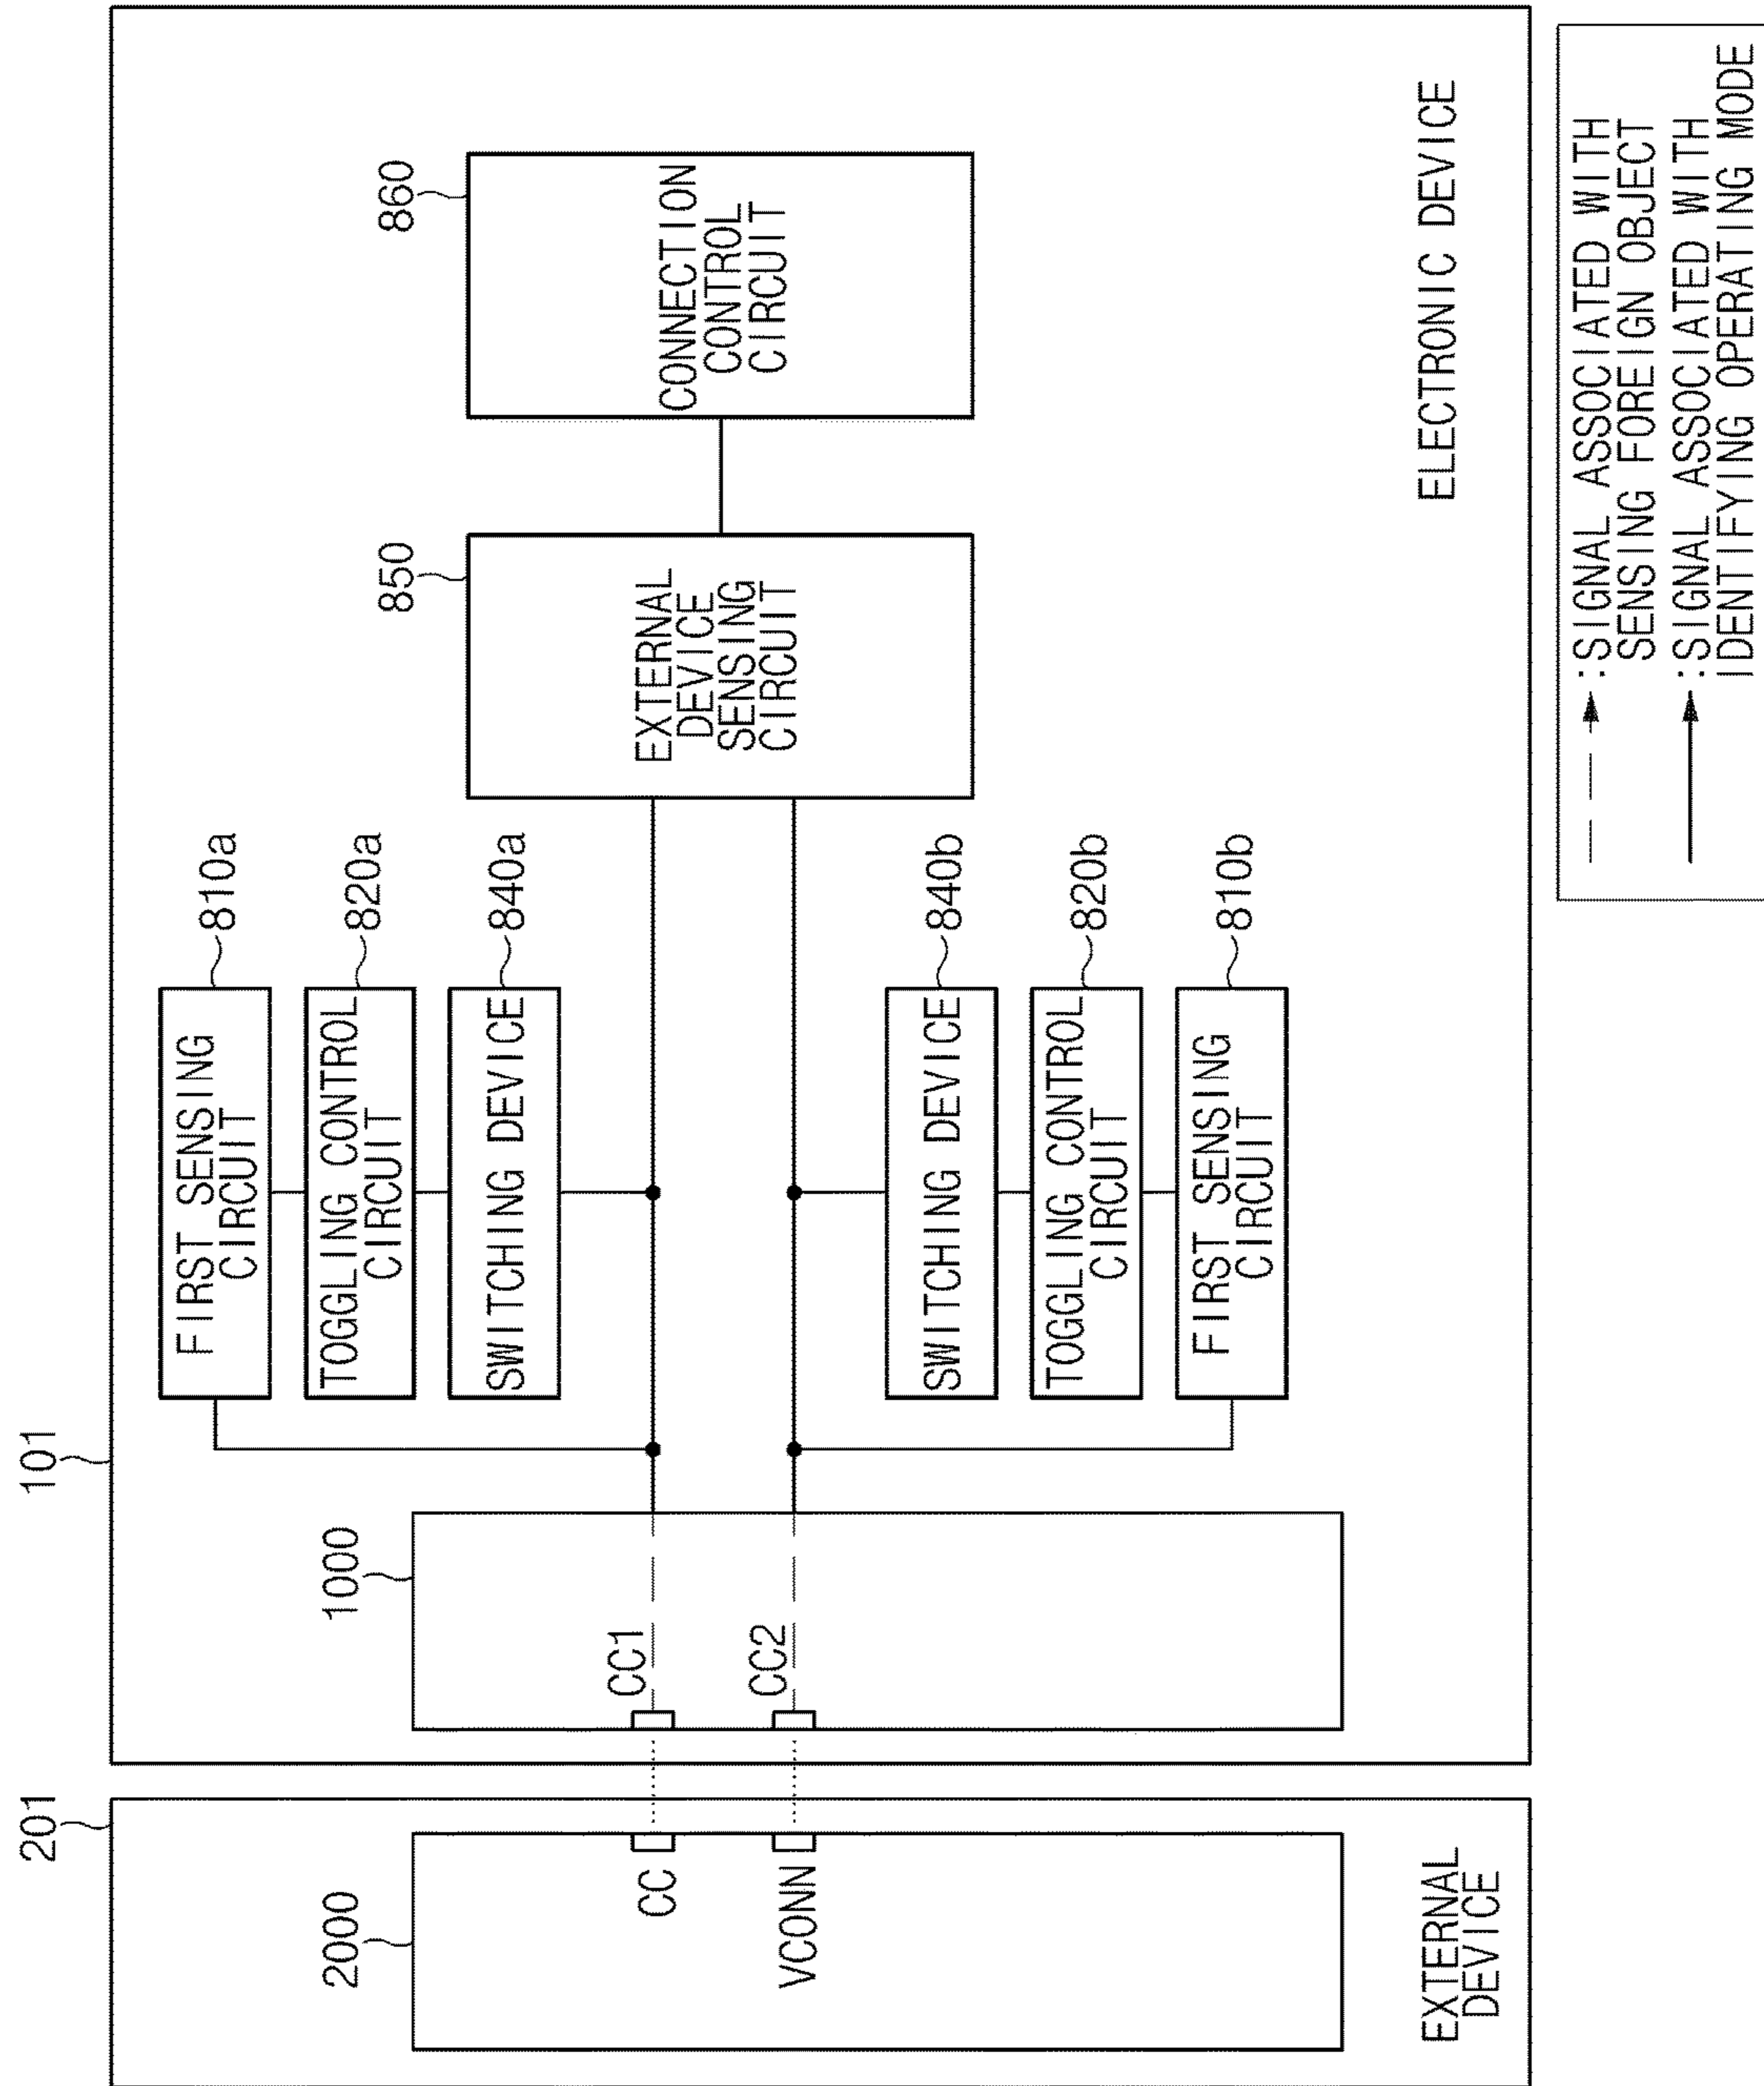 201
101
2000
1000
CC
CC1
VCONN
CC2
EXTERNAL
DEVICE
FIRST SENSING
CIRCUIT
810a
TOGGLING CONTROL
CIRCUIT
820a
SWITCHING DEVICE
840a
SWITCHING DEVICE
840b
TOGGLING CONTROL
CIRCUIT
820b
FIRST SENSING
CIRCUIT
810b
850
EXTERNAL
DEVICE
SENSING
CIRCUIT
860
CONNECTION
CONTROL
CIRCUIT
ELECTRONIC DEVICE
:SIGNAL ASSOCIATED WITH
SENSING FOREIGN OBJECT
:SIGNAL ASSOCIATED WITH
IDENTIFYING OPERATING MODE